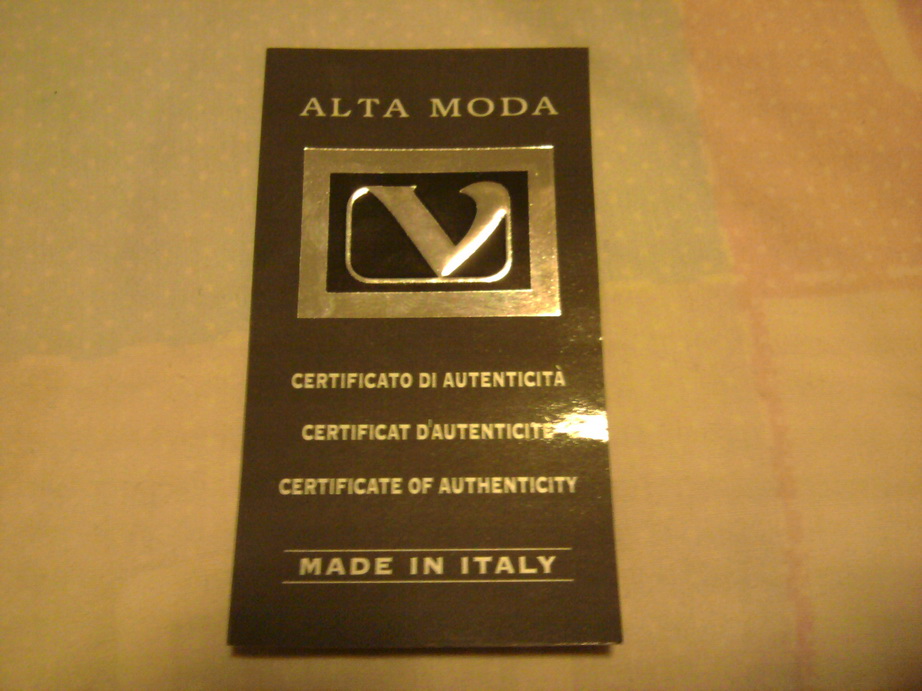 ALTA MODA
V
CERTIFICATO DI AUTENTICITÀ
CERTIFICAT D'AUTENTICITÉ
CERTIFICATE OF AUTHENTICITY
MADE IN ITALY